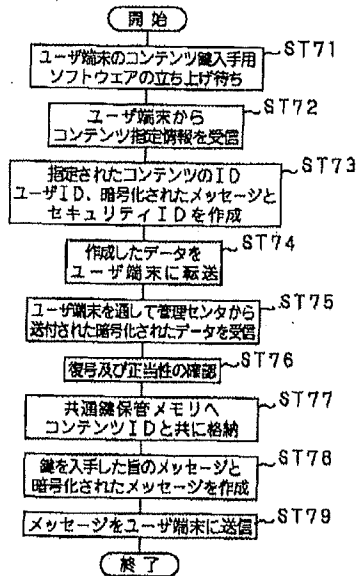 開始
ユーザ端末のコンテンツ鍵入手用
ソフトウェアの立ち上げ待ち
ST71
ユーザ端末から
コンテンツ指定情報を受信
ST72
指定されたコンテンツのID
ユーザID、暗号化されたメッセージと
セキュリティIDを作成
ST73
作成したデータを
ユーザ端末に転送
ST74
ユーザ端末を通して管理センタから
送付された暗号化されたデータを受信
ST75
復号及び正当性の確認
ST76
共通鍵保管メモリへ
コンテンツIDと共に格納
ST77
鍵を入手した旨のメッセージと
暗号化されたメッセージを作成
ST78
メッセージをユーザ端末に送信
ST79
終了